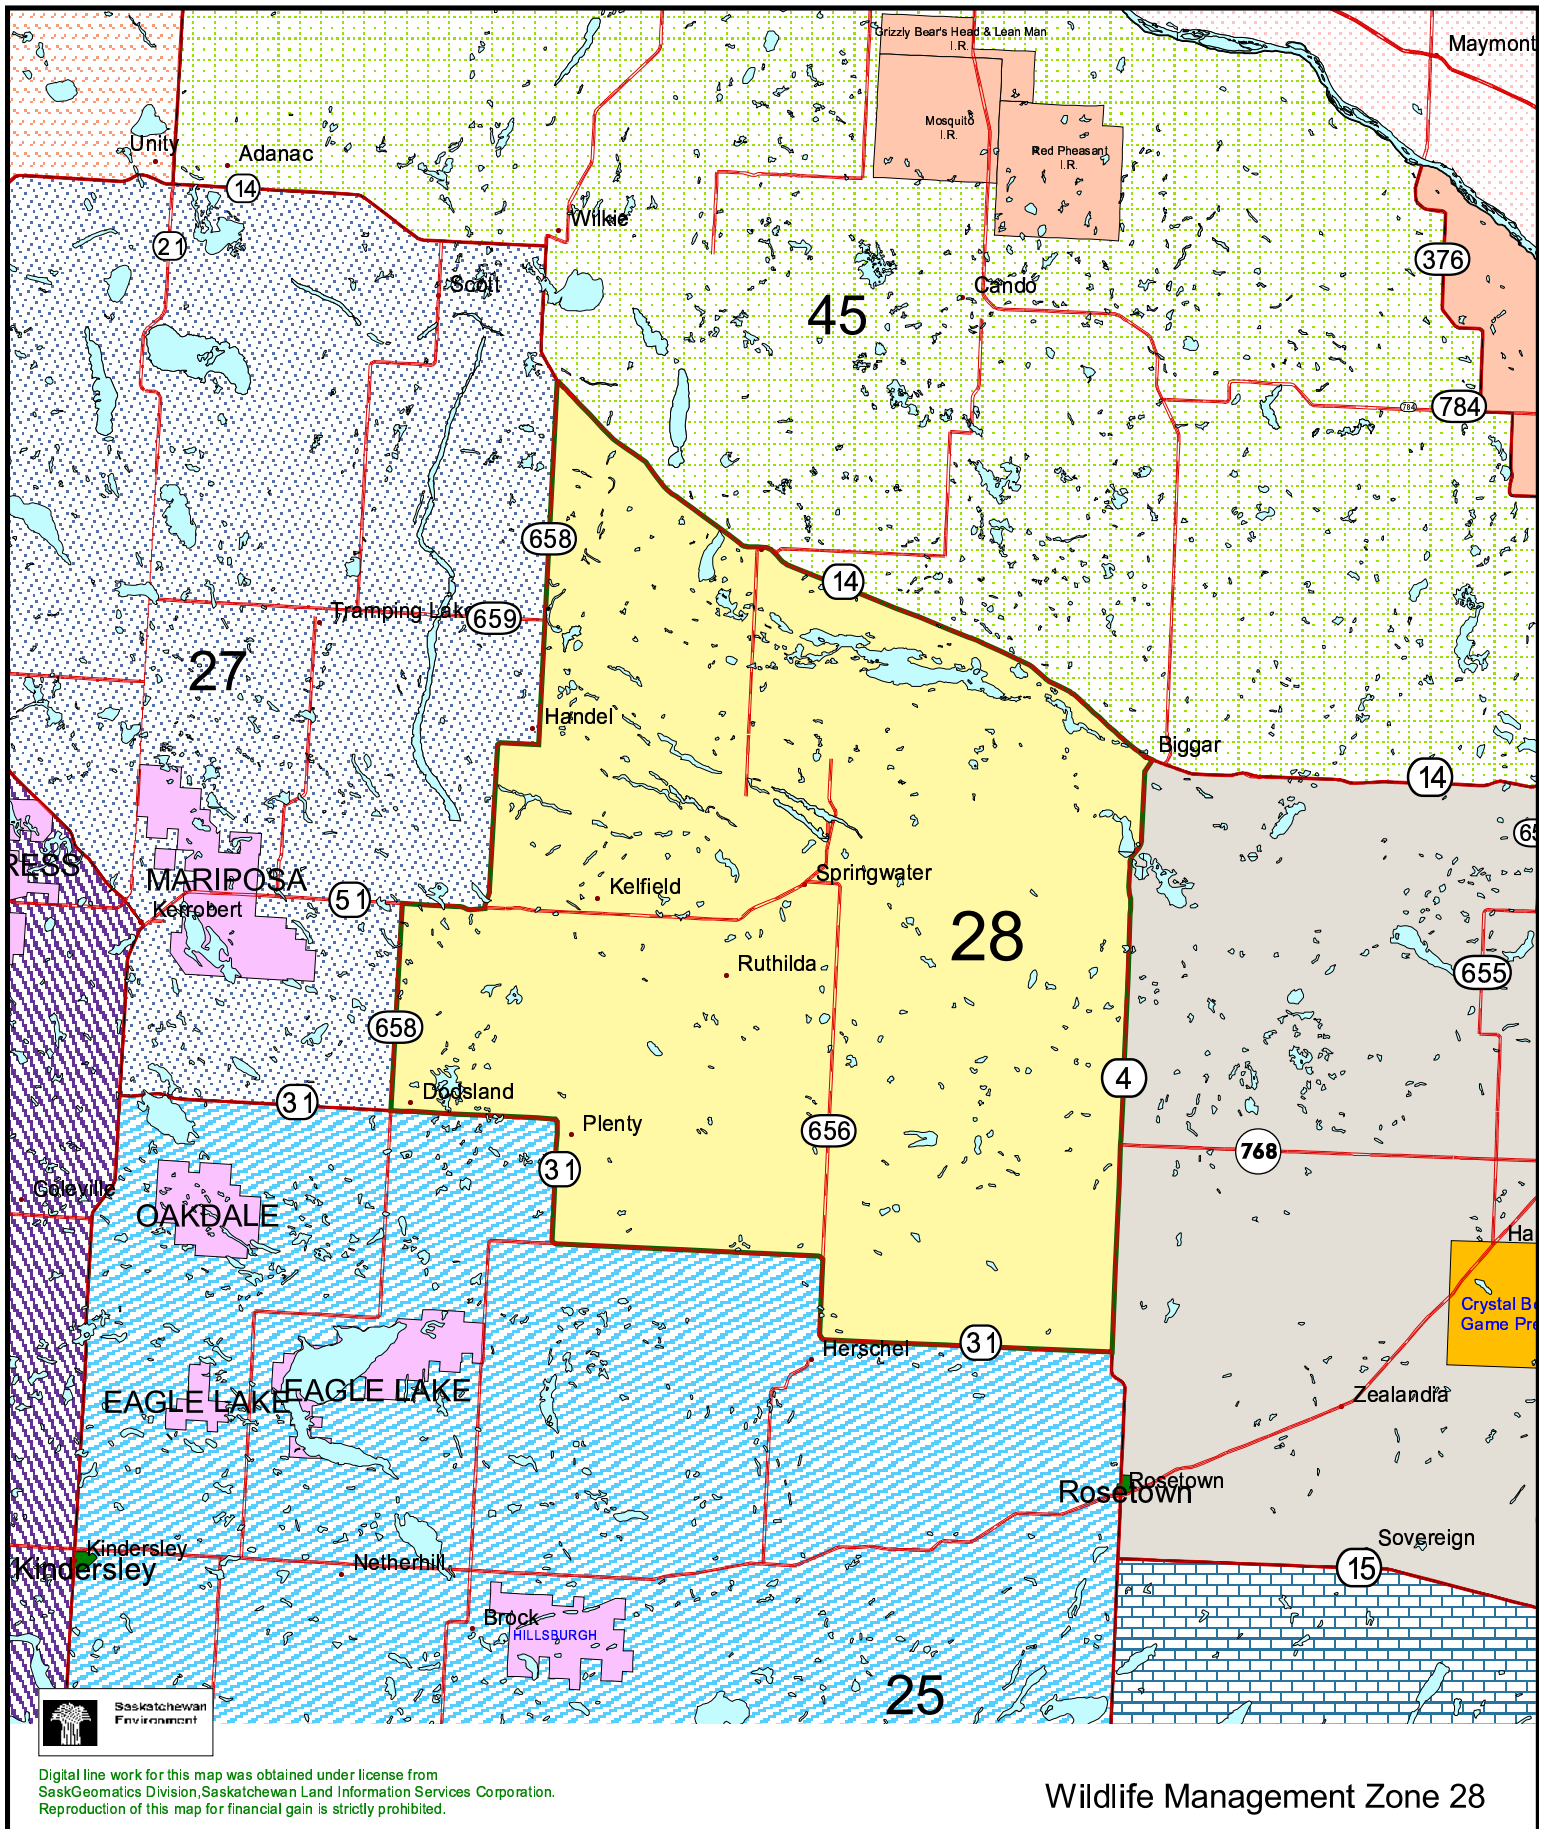 Grizzly Bear's Head & Lean Man
I.R.
Maymont
Mosquito
I.R.
Red Pheasant
I.R.
Unity
Adanac
14
Wilkie
21
376
Scott
Cando
45
784
784
658
14
Tramping Lake
659
27
Handel
Biggar
14
65
RESS
MARIPOSA
Springwater
Kelfield
51
Kerrobert
28
Ruthilda
655
658
4
Dodsland
31
Plenty
656
768
31
Coleville
OAKDALE
Ha
Crystal Be
Game Pre
31
Herschel
EAGLE LAKE
EAGLE LAKE
Zealandia
Rosetown
Rosetown
Sovereign
Kindersley
Kindersley
Netherhill
15
Brock
HILLSBURGH
25
Saskatchewan
Environment
Digital line work for this map was obtained under license from
SaskGeomatics Division,Saskatchewan Land Information Services Corporation.
Reproduction of this map for financial gain is strictly prohibited.
Wildlife Management Zone 28